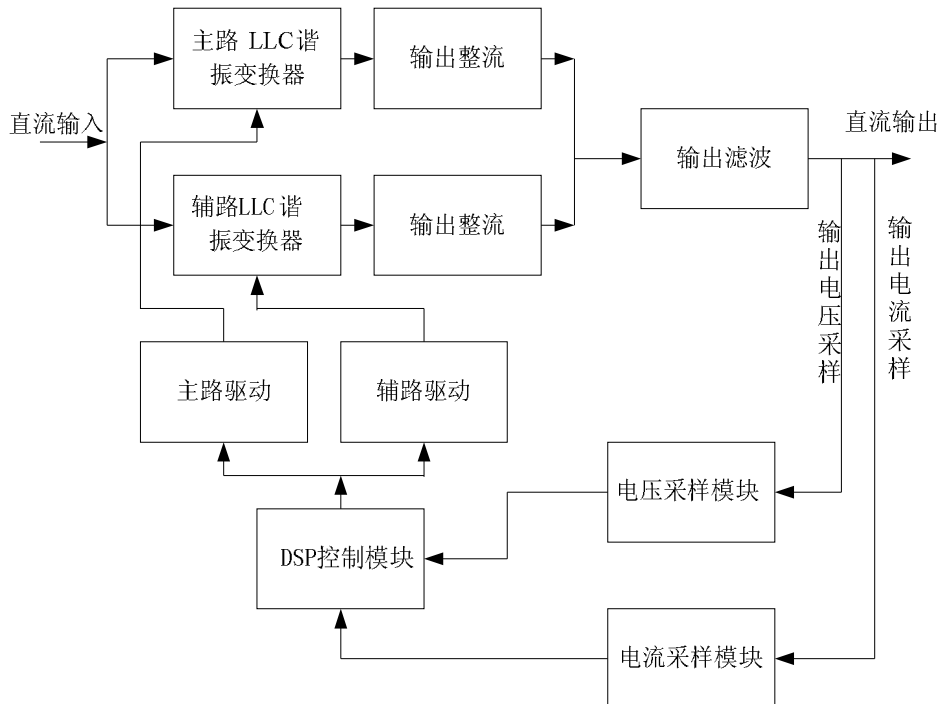 主路 LLC谐
振变换器
输出整流
直流输入
直流输出
输出滤波
辅路LLC谐
振变换器
输出整流
输出电压采样
输出电流采样
主路驱动
辅路驱动
电压采样模块
DSP控制模块
电流采样模块